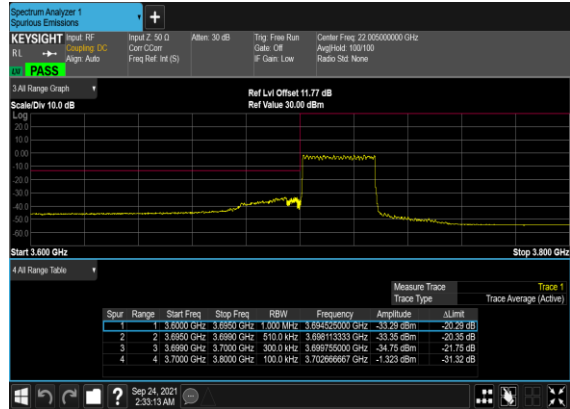 Spectrum Analyzer 1
Spurious Emissions
+
KEYSIGHT Input: RF Input Z: 50 Ω Atten: 30 dB Trig: Free Run Center Freq: 22.005000000 GHz
RL Coupling: DC Corr CCorr Gate: Off Avg|Hold: 100/100
Align: Auto Freq Ref: Int (S) IF Gain: Low Radio Std: None
PASS
3 All Range Graph
Ref Lvl Offset 11.77 dB
Scale/Div 10.0 dB Ref Value 30.00 dBm
Log
20.0
10.0
0.00
-10.0
-20.0
-30.0
-40.0
-50.0
-60.0
Start 3.600 GHz Stop 3.800 GHz
4 All Range Table
Measure Trace Trace 1
Trace Type Trace Average (Active)
Spur Range Start Freq Stop Freq RBW Frequency Amplitude ΔLimit
1 1 3.6000 GHz 3.6950 GHz 1.000 MHz 3.694525000 GHz -33.29 dBm -20.29 dB
2 2 3.6950 GHz 3.6990 GHz 510.0 kHz 3.698113333 GHz -33.35 dBm -20.35 dB
3 3 3.6990 GHz 3.7000 GHz 300.0 kHz 3.699755000 GHz -34.75 dBm -21.75 dB
4 4 3.7000 GHz 3.8000 GHz 100.0 kHz 3.702666667 GHz -1.323 dBm -31.32 dB
? Sep 24, 2021
2:33:13 AM